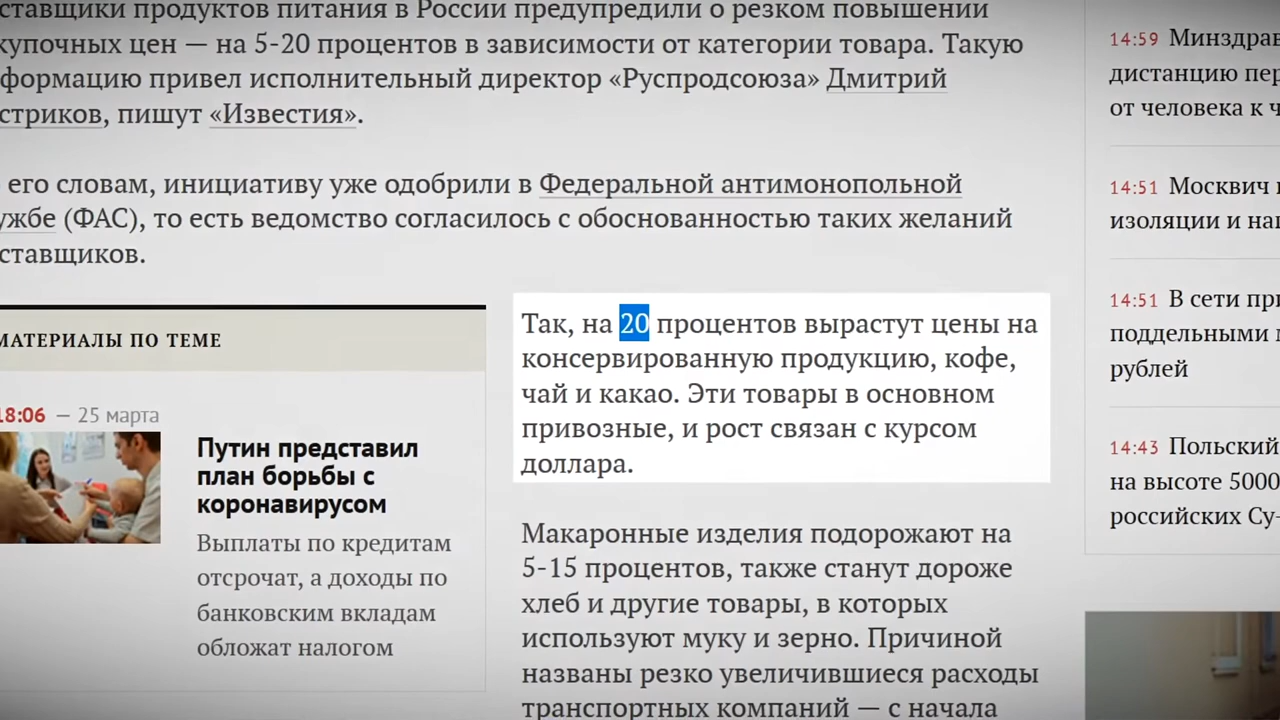 ставщики продуктов питания в России предупредили о резком повышении
купочных цен — на 5-20 процентов в зависимости от категории товара. Такую
формацию привел исполнительный директор «Руспродсоюза» Дмитрий
стриков, пишут «Известия».
его словам, инициативу уже одобрили в Федеральной антимонопольной
ужбе (ФАС), то есть ведомство согласилось с обоснованностью таких желаний
ставщиков.
МАТЕРИАЛЫ ПО ТЕМЕ
18:06 — 25 марта
Путин представил
план борьбы с
коронавирусом
Выплаты по кредитам
отсрочат, а доходы по
банковским вкладам
обложат налогом
Так, на 20 процентов вырастут цены на
консервированную продукцию, кофе,
чай и какао. Эти товары в основном
привозные, и рост связан с курсом
доллара.
Макаронные изделия подорожают на
5-15 процентов, также станут дороже
хлеб и другие товары, в которых
используют муку и зерно. Причиной
названы резко увеличившиеся расходы
транспортных компаний — с начала
14:59 Минздрав
дистанцию пер
от человека к ч
14:51 Москвич
изоляции и на
14:51 В сети при
поддельными
рублей
14:43 Польский
на высоте 5000
российских Су-